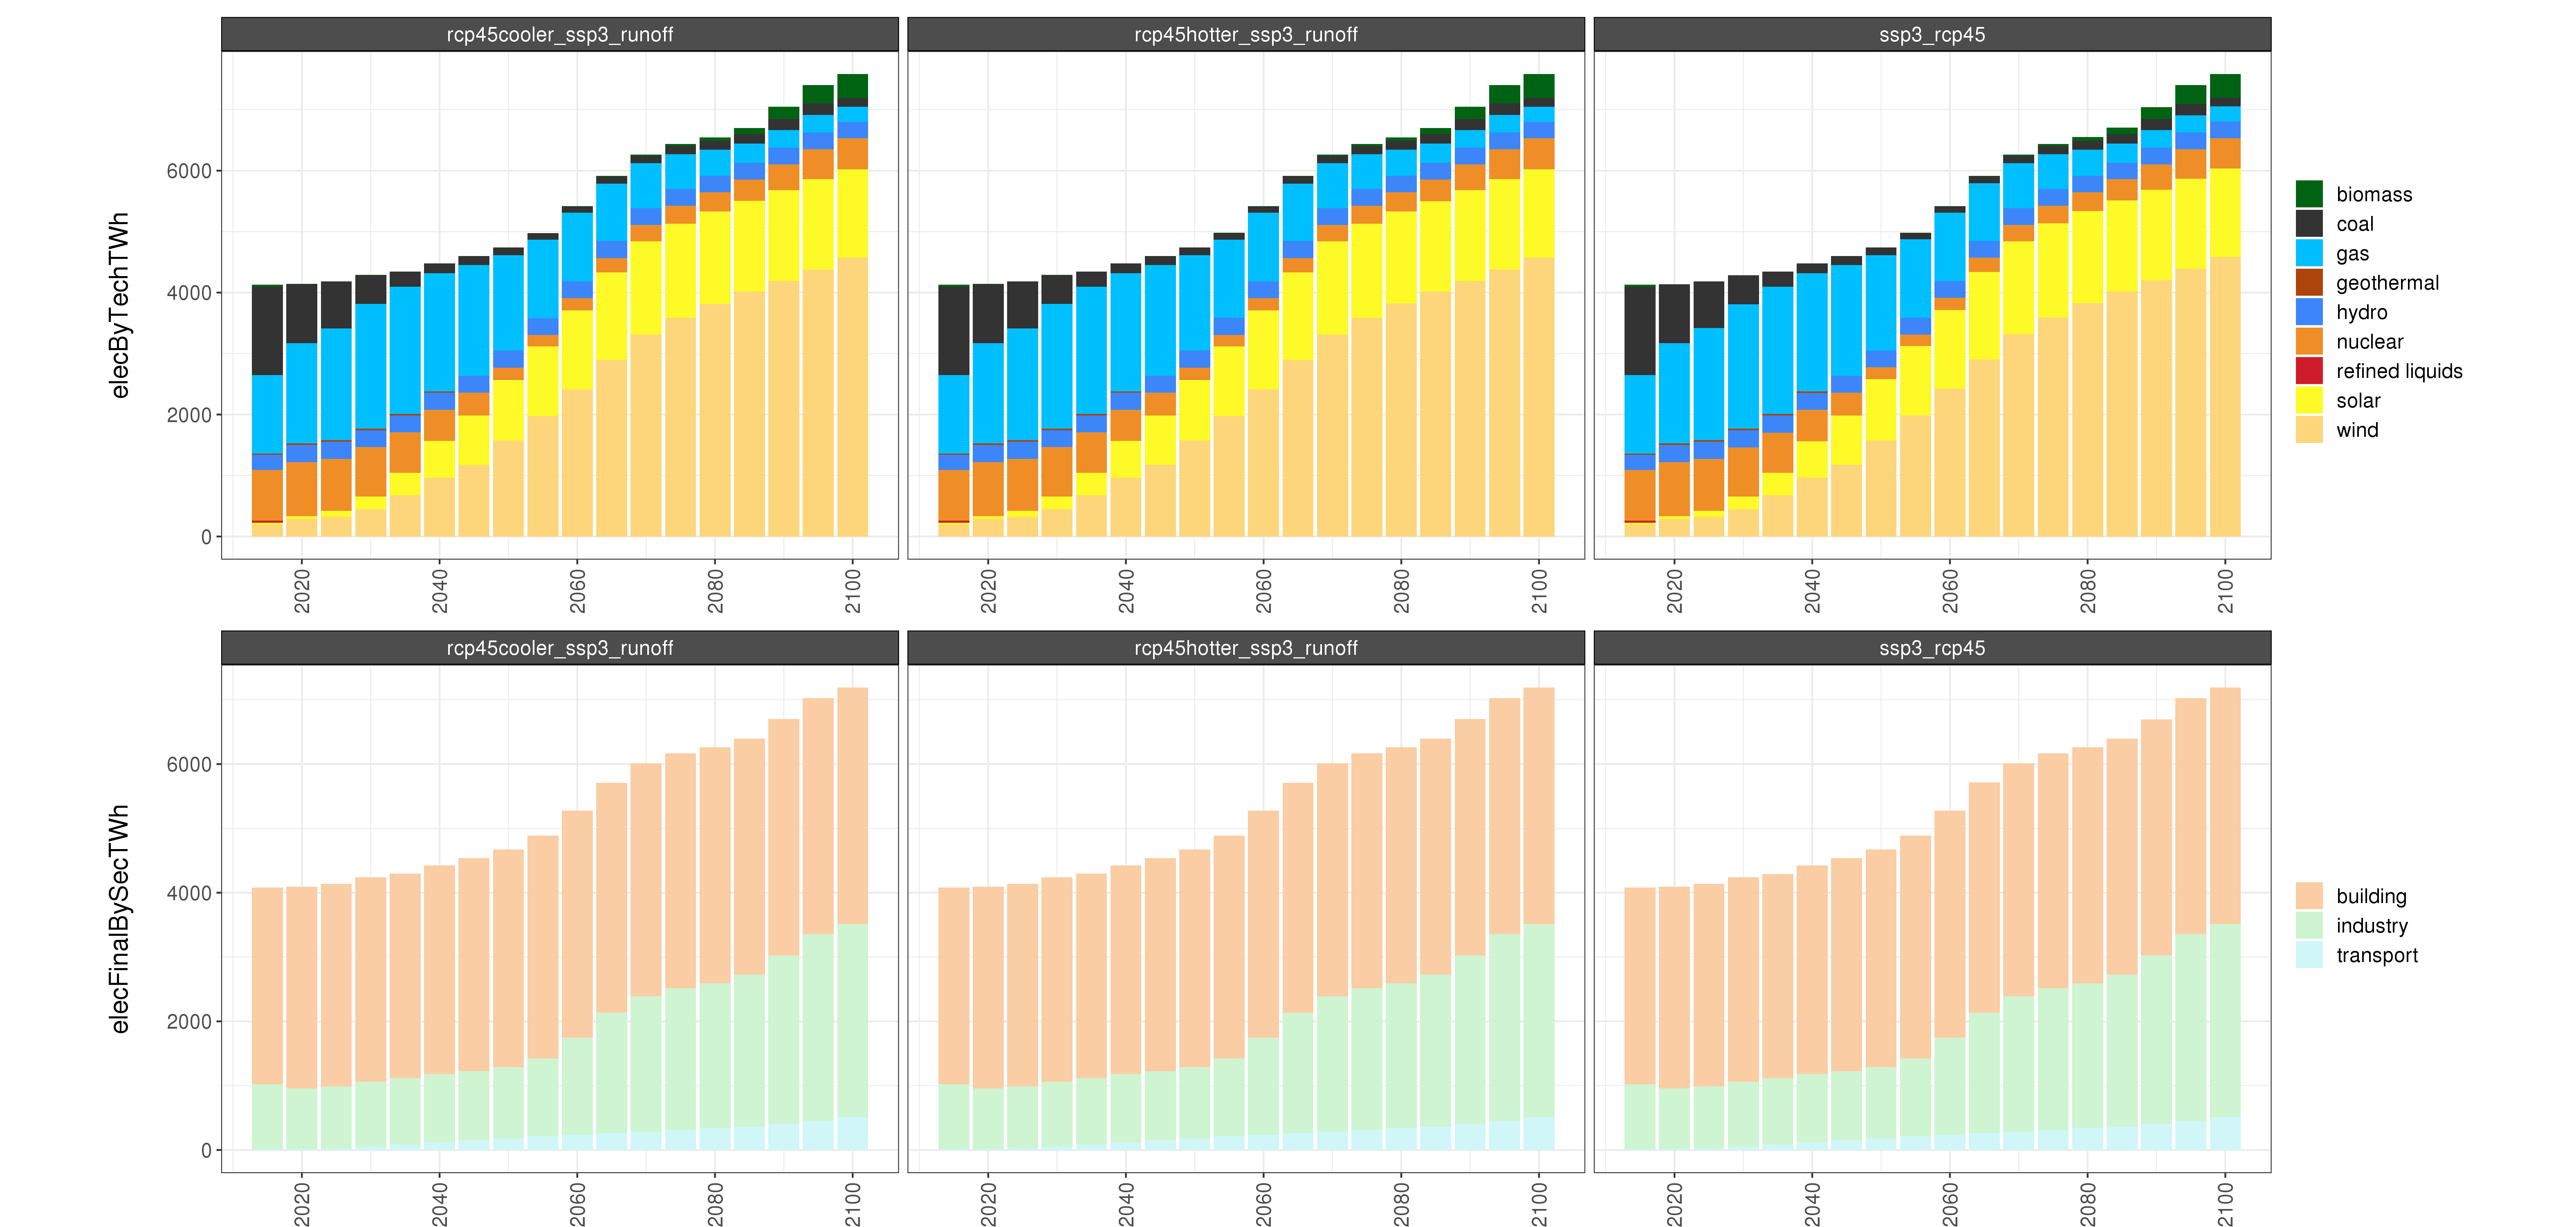 rcp45cooler_ssp3_runoff
rcp45hotter_ssp3_runoff
ssp3_rcp45
elecByTechTWh
6000
4000
2000
0
2020
2040
2060
2080
2100
2020
2040
2060
2080
2100
2020
2040
2060
2080
2100
biomass
coal
gas
geothermal
hydro
nuclear
refined liquids
solar
wind
rcp45cooler_ssp3_runoff
rcp45hotter_ssp3_runoff
ssp3_rcp45
elecFinalBySecTWh
6000
4000
2000
0
2020
2040
2060
2080
2100
2020
2040
2060
2080
2100
2020
2040
2060
2080
2100
building
industry
transport